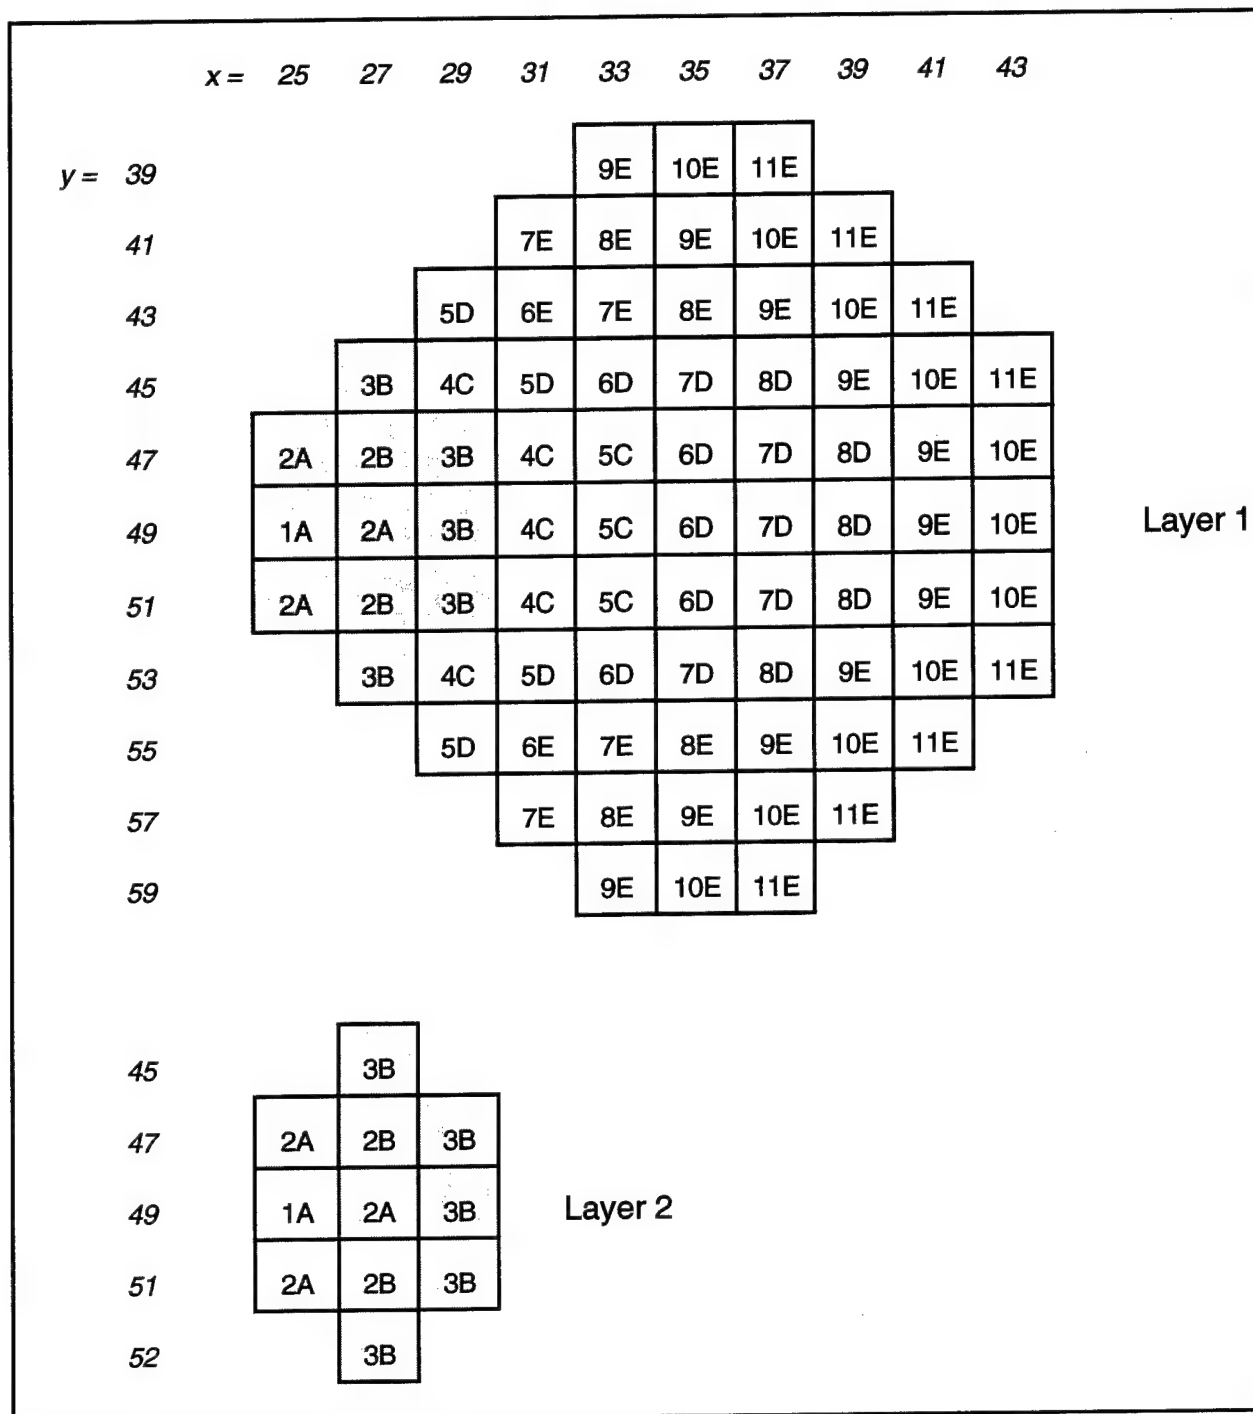 x = 25 27 29 31 33 35 37 39 41 43
y = 39 9E 10E 11E
41 7E 8E 9E 10E 11E
43 5D 6E 7E 8E 9E 10E 11E
45 3B 4C 5D 6D 7D 8D 9E 10E 11E
47 2A 2B 3B 4C 5C 6D 7D 8D 9E 10E
49 1A 2A 3B 4C 5C 6D 7D 8D 9E 10E Layer 1
51 2A 2B 3B 4C 5C 6D 7D 8D 9E 10E
53 3B 4C 5D 6D 7D 8D 9E 10E 11E
55 5D 6E 7E 8E 9E 10E 11E
57 7E 8E 9E 10E 11E
59 9E 10E 11E
45 3B
47 2A 2B 3B
49 1A 2A 3B Layer 2
51 2A 2B 3B
52 3B